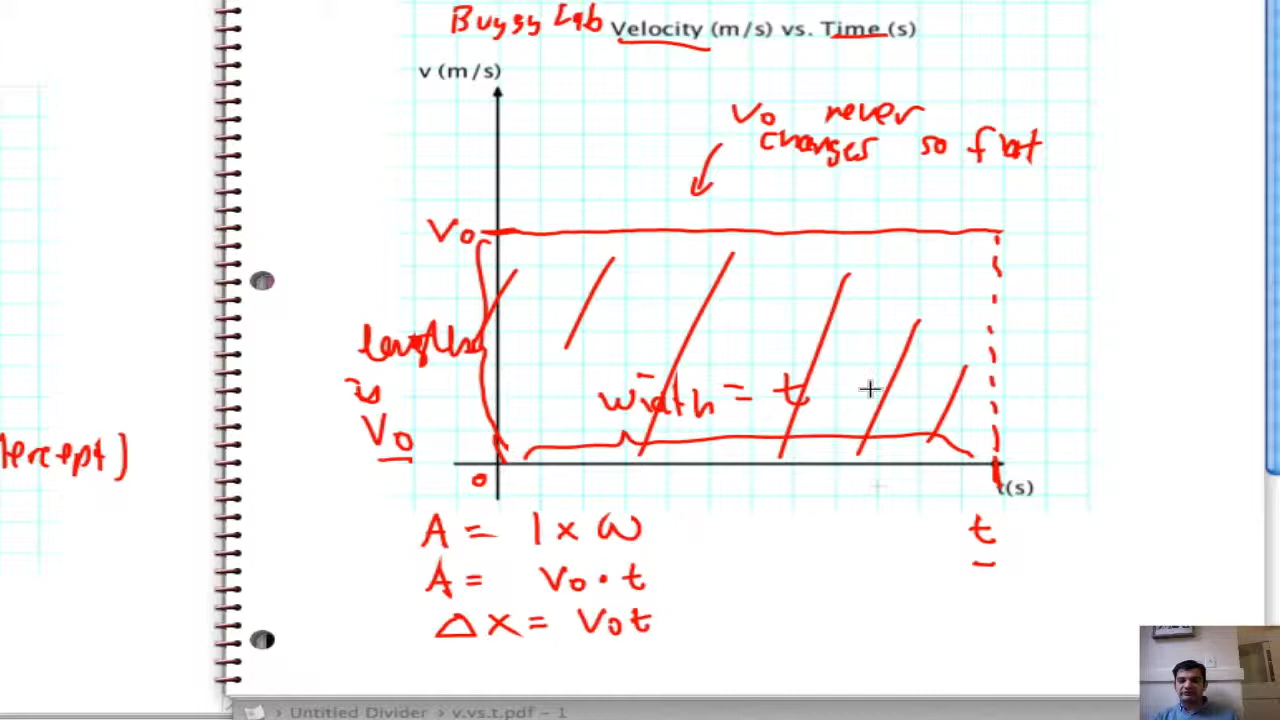 Buggy Lab Velocity (m/s) vs. Time (s)
v (m/s)
v₀ never
changes so flat
v₀
length
is
v₀
width = t
tercept)
0
t(s)
A = l x w
t
A = v₀ · t
Δx = v₀t
Untitled Divider › v.vs.t.pdf – 1